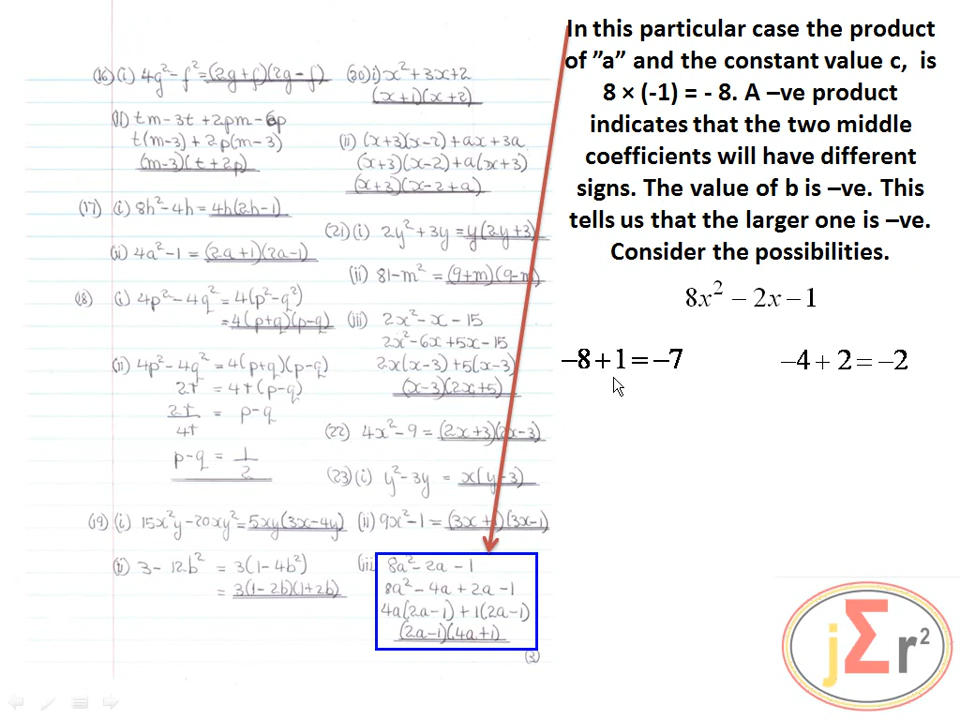 (16) (i) 4g² - f² = (2g+f)(2g-f)
(ii) tm - 3t + 2pm - 6p
t(m-3) + 2p(m-3)
(m-3)(t+2p)
(17) (i) 8h² - 4h = 4h(2h-1)
(ii) 4a² - 1 = (2a+1)(2a-1)
(18) (i) 4p² - 4q² = 4(p²-q²)
= 4(p+q)(p-q)
(ii) 4p² - 4q² = 4(p+q)(p-q)
2t = 4t(p-q)
2t/4t = p-q
p-q = 1/2
(19) (i) 15x²y - 20xy² = 5xy(3x-4y)
(ii) 3 - 12b² = 3(1-4b²)
= 3(1-2b)(1+2b)
(20) i) x² + 3x + 2
(x+1)(x+2)
(ii) (x+3)(x-2) + ax + 3a
(x+3)(x-2) + a(x+3)
(x+3)(x-2+a)
(21) (i) 2y² + 3y = y(2y+3)
(ii) 81 - m² = (9+m)(9-m)
(iii) 2x² - x - 15
2x² - 6x + 5x - 15
2x(x-3) + 5(x-3)
(x-3)(2x+5)
(22) 4x² - 9 = (2x+3)(2x-3)
(23) (i) y² - 3y = x(y-3)
(ii) 9x² - 1 = (3x+1)(3x-1)
(iii) 8a² - 2a - 1
8a² - 4a + 2a - 1
4a(2a-1) + 1(2a-1)
(2a-1)(4a+1)
(3)
In this particular case the product
of ”a” and the constant value c, is
8 × (-1) = - 8. A –ve product
indicates that the two middle
coefficients will have different
signs. The value of b is –ve. This
tells us that the larger one is –ve.
Consider the possibilities.
8x² − 2x − 1
−8 + 1 = −7 −4 + 2 = −2
jΣr²